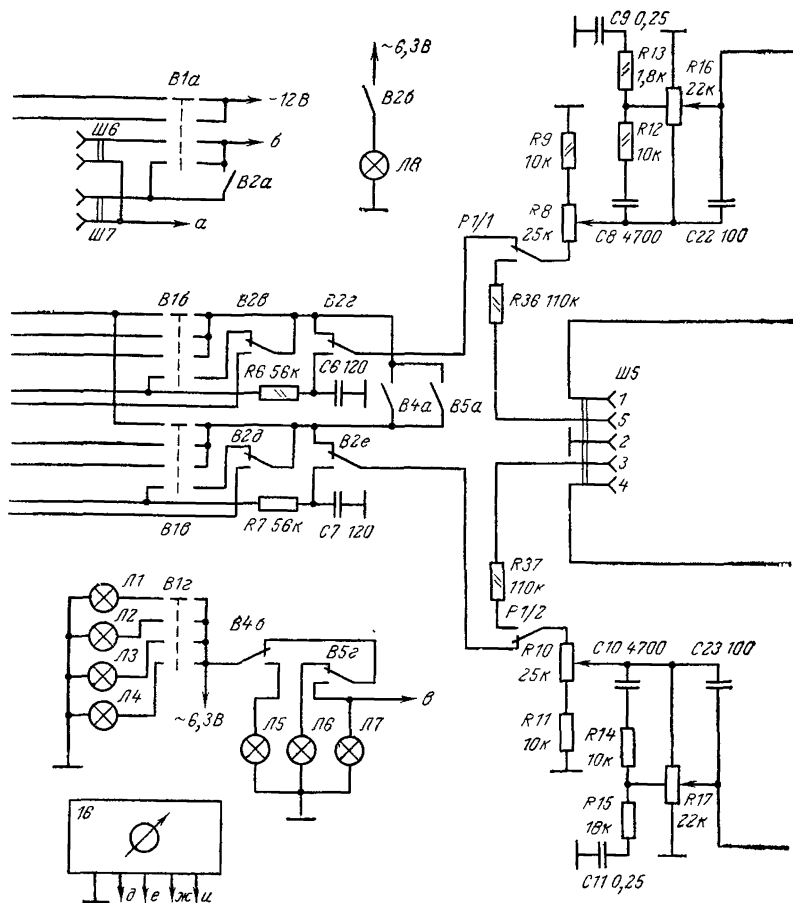 С9 0,25
~6,3В
В1а
R13
1,8к
R16
22к
-12В
В2б
Ш6
б
R9
10к
R12
10к
Л8
В2а
R8
25к
Ш7
а
Р1/1
С8 4700
С22 100
В1б
В2в
В2г
R36 110к
R6 56к
С6 120
Ш5
В4а
В5а
1
5
2
3
4
В2д
В2е
В1в
R7 56к
С7 120
R37
110к
Л1
В1г
Л2
В4б
Р1/2
Л3
В5г
R10
25к
С10 4700
С23 100
Л4
~6,3В
в
Л5
Л6
Л7
R11
10к
R14
10к
R17
22к
R15
18к
16
С11 0,25
д
е
ж
и